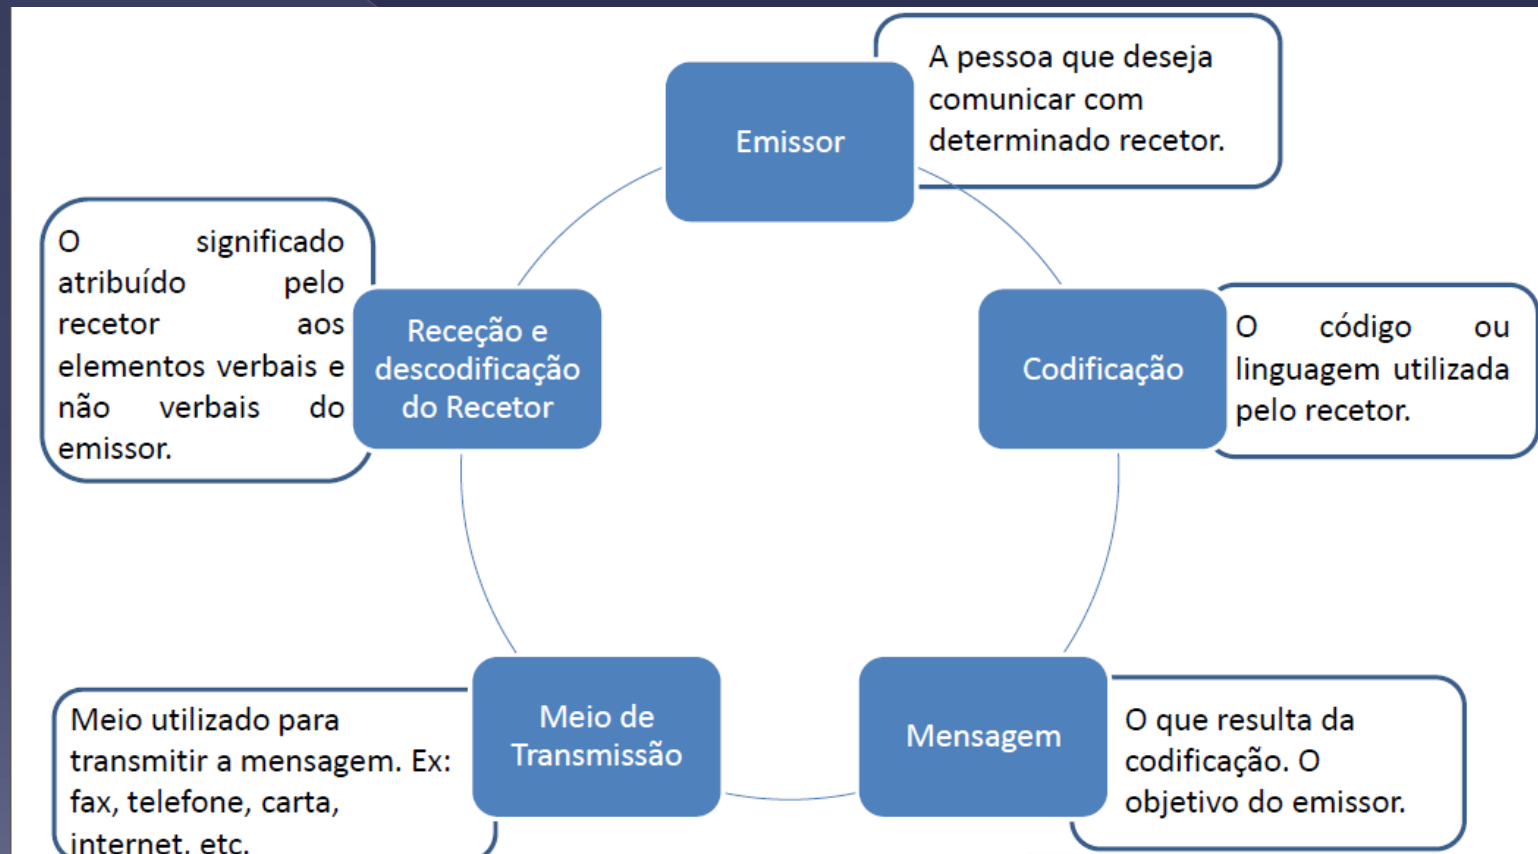 Emissor
A pessoa que deseja
comunicar com
determinado recetor.
Codificação
O código ou
linguagem utilizada
pelo recetor.
Mensagem
O que resulta da
codificação. O
objetivo do emissor.
Meio de
Transmissão
Meio utilizado para
transmitir a mensagem. Ex:
fax, telefone, carta,
internet, etc.
Receção e
descodificação
do Recetor
O significado
atribuído pelo
recetor aos
elementos verbais e
não verbais do
emissor.